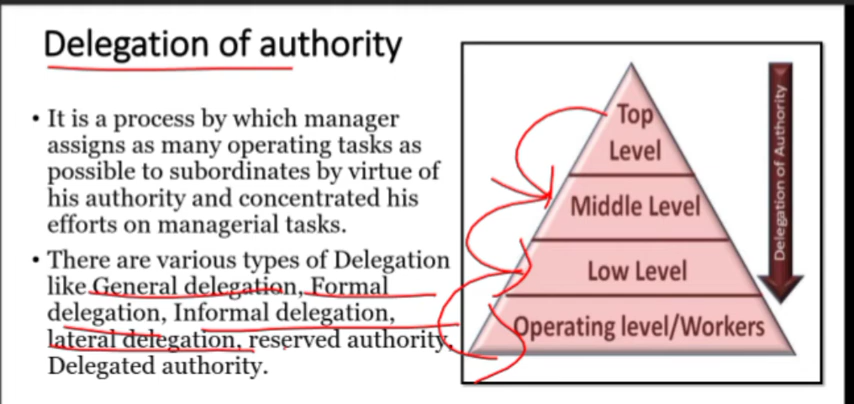 Delegation of authority
• It is a process by which manager
assigns as many operating tasks as
possible to subordinates by virtue of
his authority and concentrated his
efforts on managerial tasks.
• There are various types of Delegation
like General delegation, Formal
delegation, Informal delegation,
lateral delegation, reserved authority,
Delegated authority.
Top
Level
Middle Level
Low Level
Operating level/Workers
Delegation of Authority